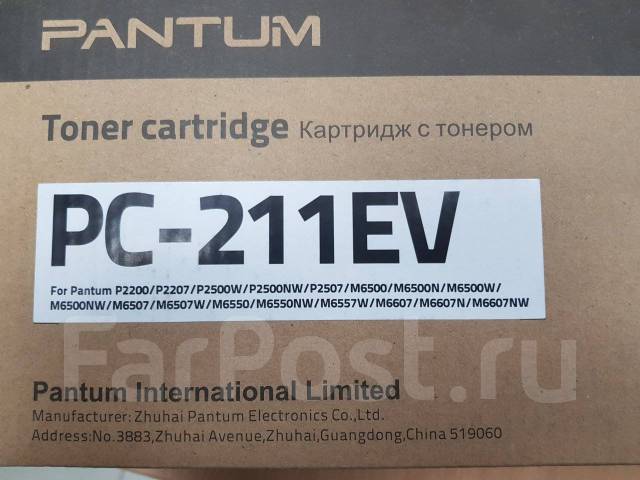 PANTUM
Toner cartridge Картридж с тонером
PC-211EV
For Pantum P2200/P2207/P2500W/P2500NW/P2507/M6500/M6500N/M6500W/
M6500NW/M6507/M6507W/M6550/M6550NW/M6557W/M6607/M6607N/M6607NW
FarPost.ru
Pantum International Limited
Manufacturer: Zhuhai Pantum Electronics Co.,Ltd.
Address:No.3883,Zhuhai Avenue,Zhuhai,Guangdong,China 519060